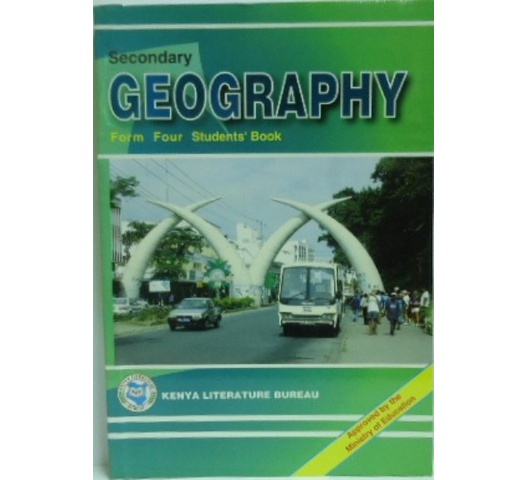 Secondary
GEOGRAPHY
Form Four Students' Book
KENYA LITERATURE BUREAU
Approved by the
Ministry of Education